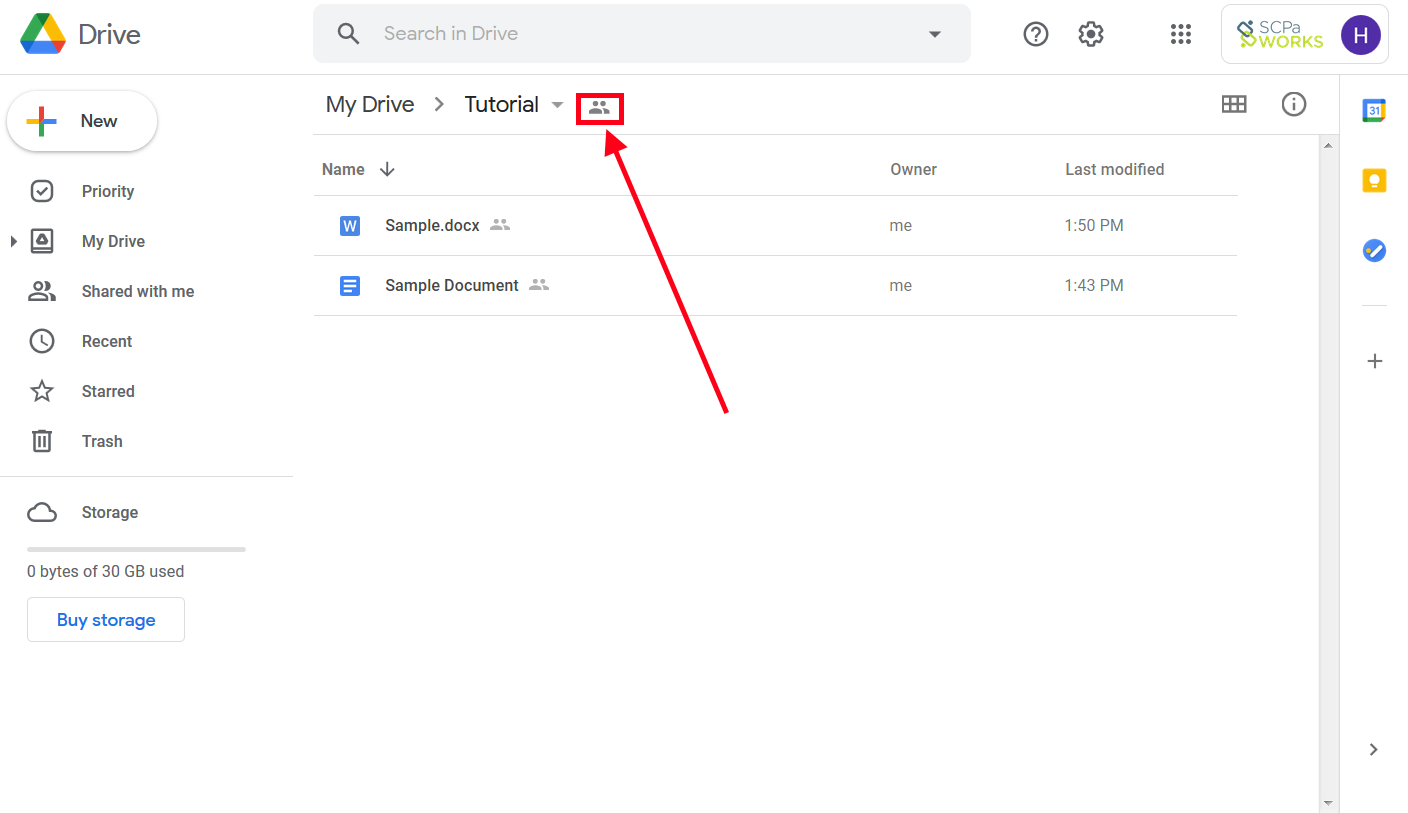 Drive
Search in Drive
SCPa
WORKS
H
New
My Drive
Tutorial
31
Name
Owner
Last modified
Priority
W
Sample.docx
me
1:50 PM
My Drive
Shared with me
Sample Document
me
1:43 PM
Recent
Starred
Trash
Storage
0 bytes of 30 GB used
Buy storage